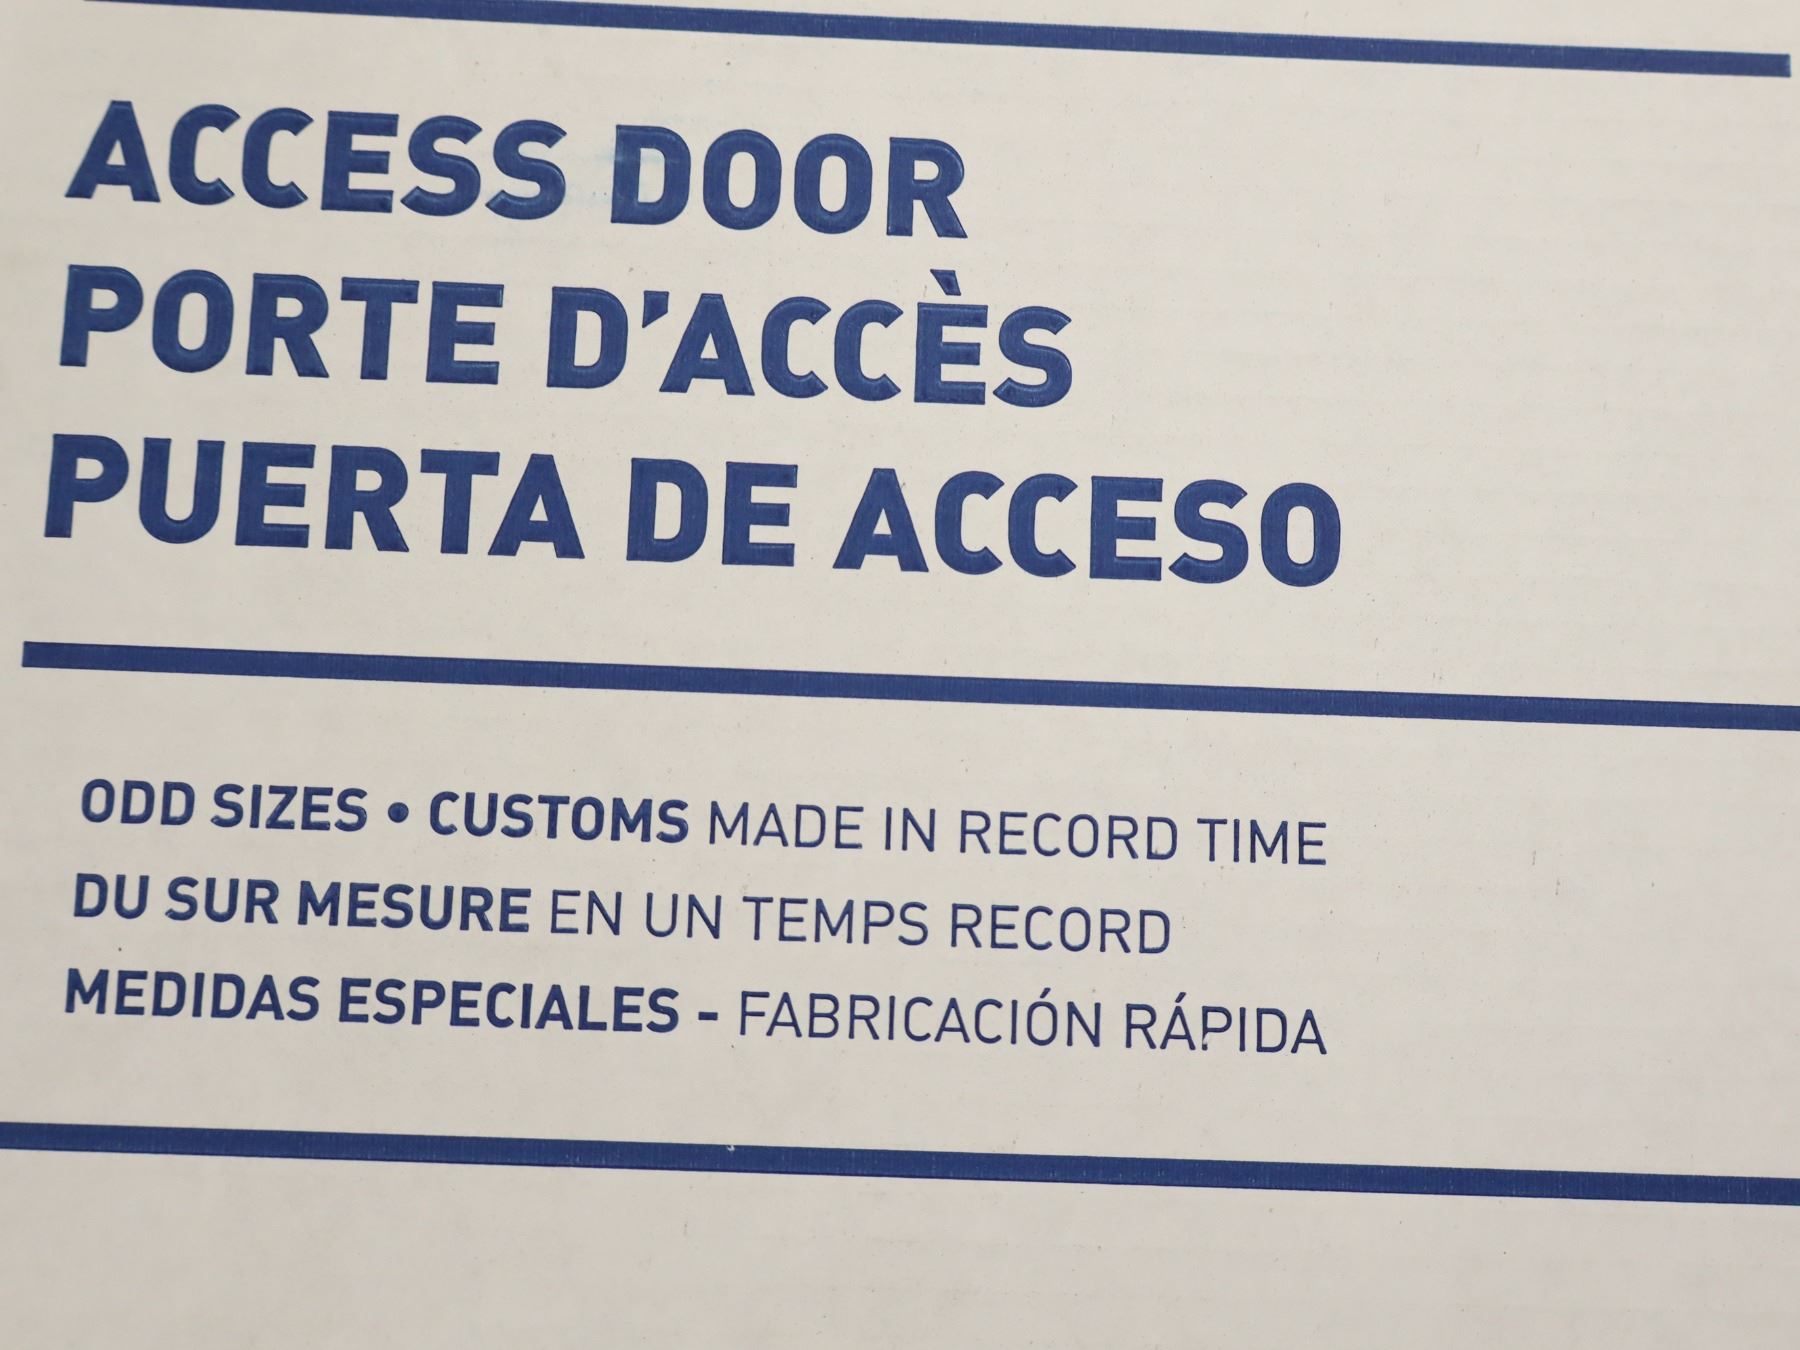 ACCESS DOOR
PORTE D'ACCÈS
PUERTA DE ACCESO
ODD SIZES • CUSTOMS MADE IN RECORD TIME
DU SUR MESURE EN UN TEMPS RECORD
MEDIDAS ESPECIALES - FABRICACIÓN RÁPIDA